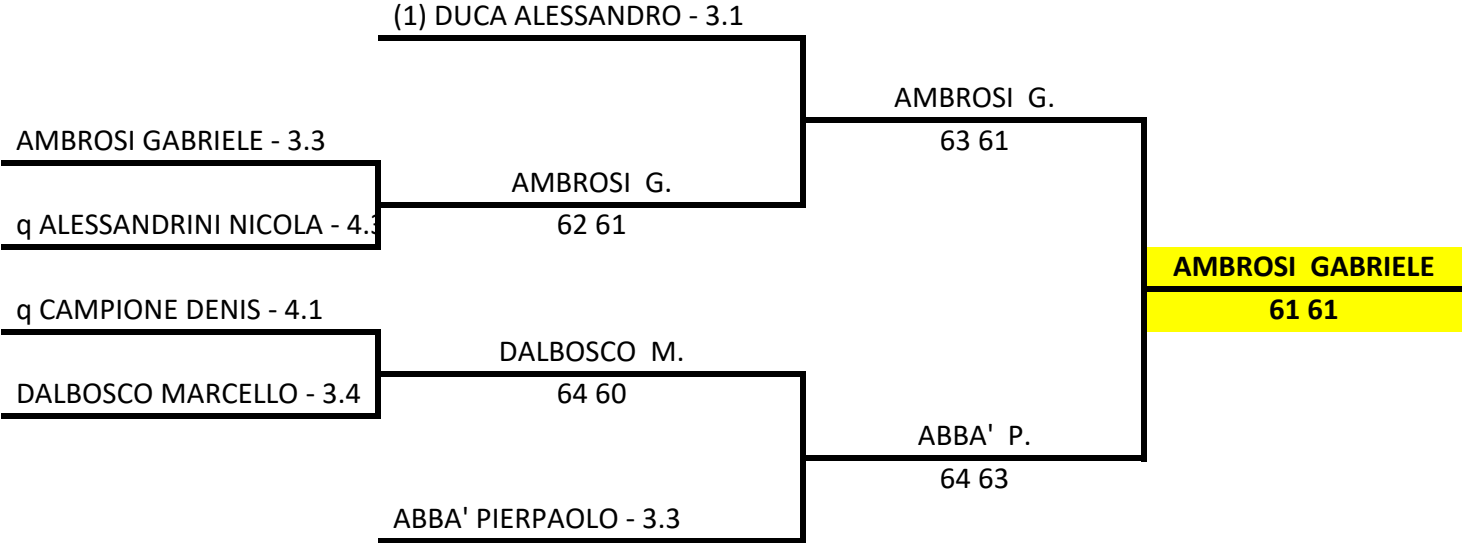 (1) DUCA ALESSANDRO - 3.1
AMBROSI G.
AMBROSI GABRIELE - 3.3
63 61
AMBROSI G.
q ALESSANDRINI NICOLA - 4.3
62 61
AMBROSI GABRIELE
q CAMPIONE DENIS - 4.1
61 61
DALBOSCO M.
DALBOSCO MARCELLO - 3.4
64 60
ABBA' P.
64 63
ABBA' PIERPAOLO - 3.3